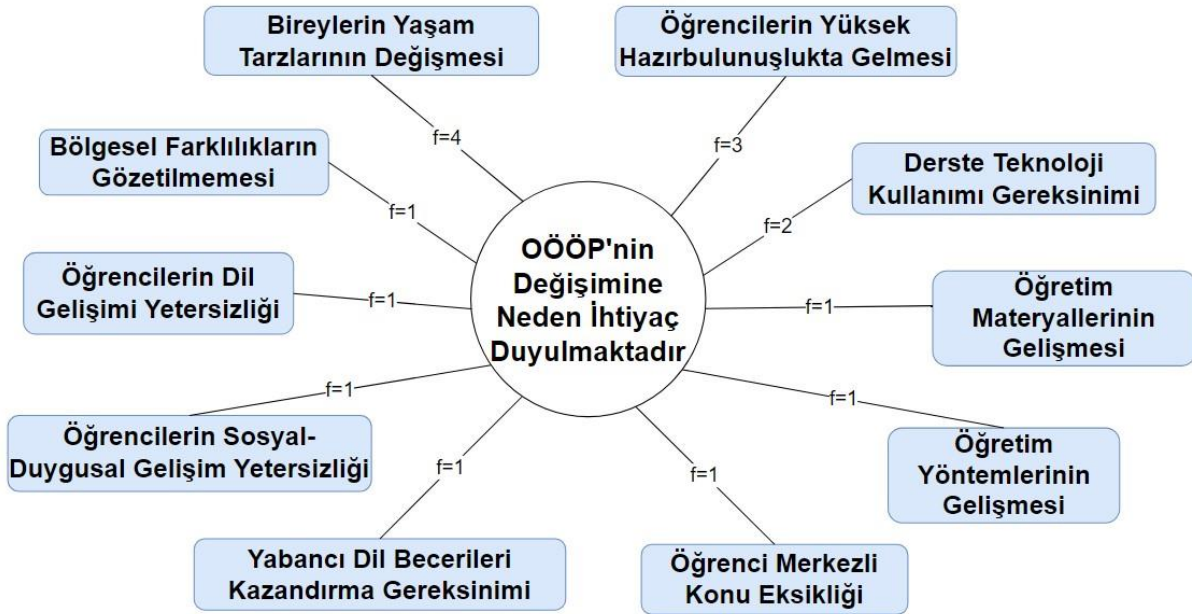 Bireylerin Yaşam
Tarzlarının Değişmesi
Öğrencilerin Yüksek
Hazırbulunuşlukta Gelmesi
f=4
f=3
Bölgesel Farklılıkların
Gözetilmemesi
Derste Teknoloji
Kullanımı Gereksinimi
f=1
f=2
OÖÖP'nin
Değişimine
Neden İhtiyaç
Duyulmaktadır
Öğrencilerin Dil
Gelişimi Yetersizliği
f=1
f=1
Öğretim
Materyallerinin
Gelişmesi
f=1
f=1
Öğrencilerin Sosyal-
Duygusal Gelişim Yetersizliği
Öğretim
Yöntemlerinin
Gelişmesi
f=1
f=1
Yabancı Dil Becerileri
Kazandırma Gereksinimi
Öğrenci Merkezli
Konu Eksikliği